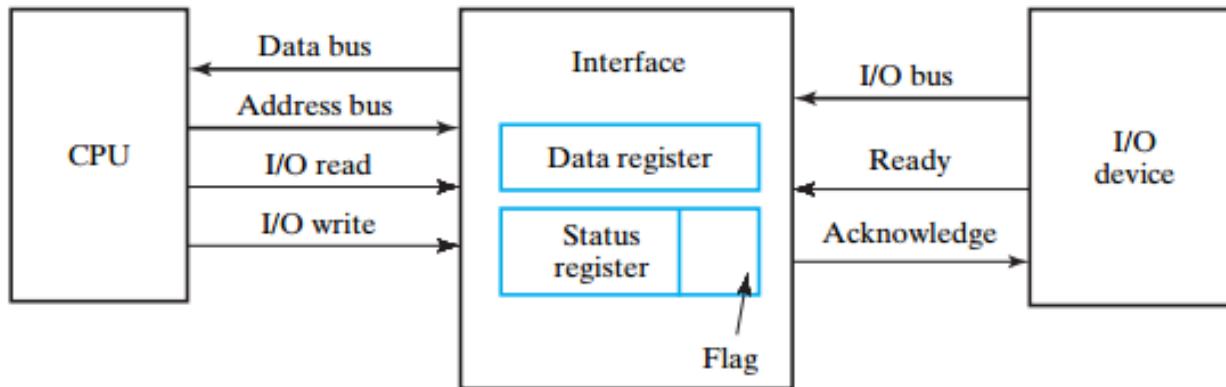 CPU
Data bus
Address bus
I/O read
I/O write
Interface
Data register
Status
register
Flag
I/O bus
Ready
Acknowledge
I/O
device